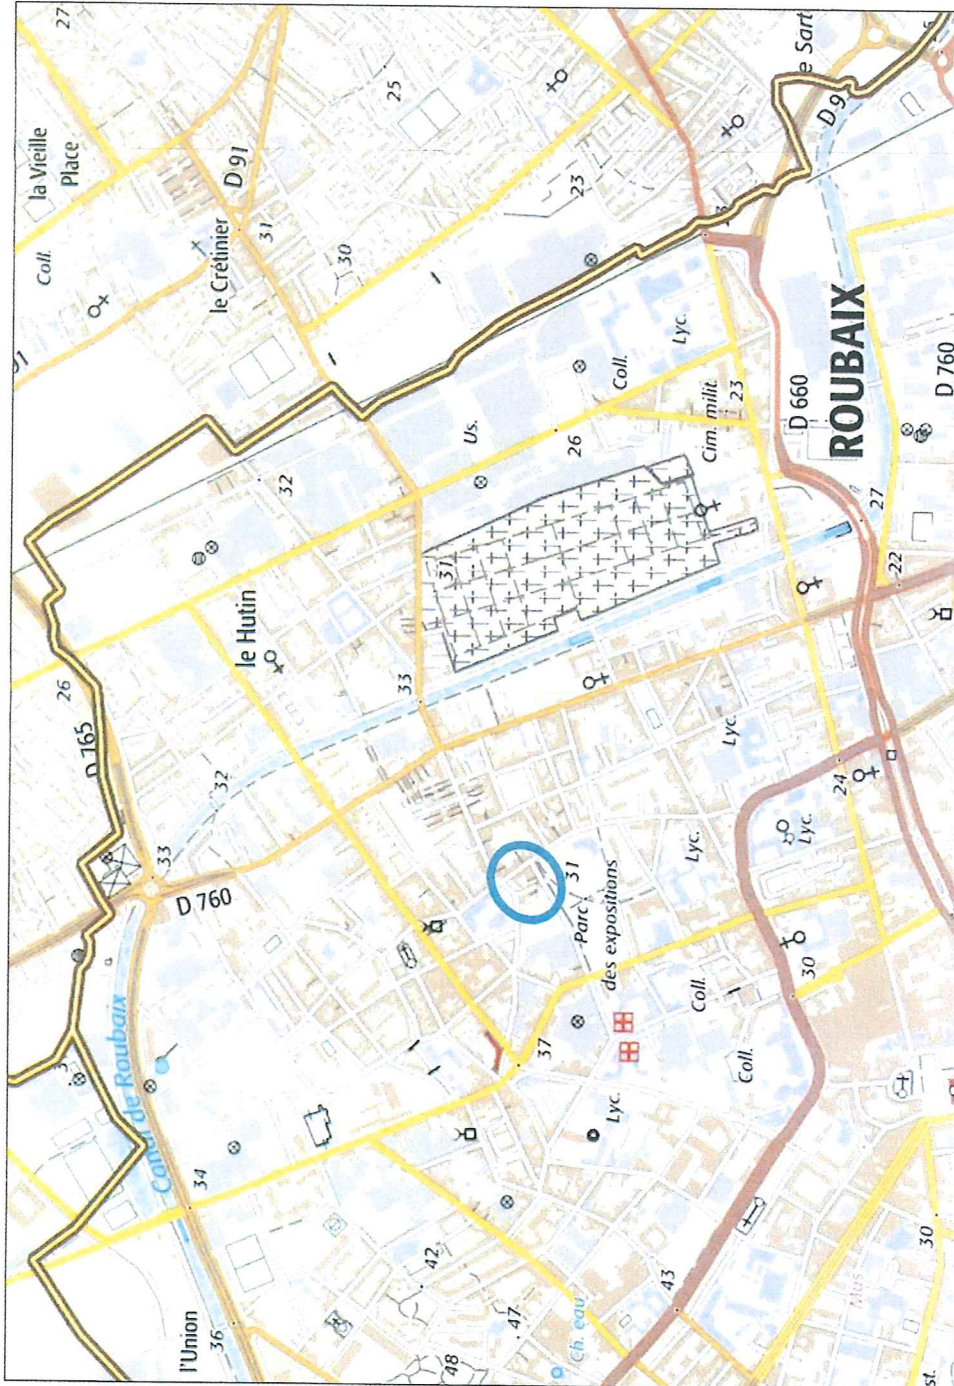 27
la Vieille
Place
Coll.
25
D 91
31
le Crétinier
30
23
D 9
Coll.
Lyc.
Cim. milit.
23
D 660
ROUBAIX
D 760
Us.
26
32
31
27
22
le Hutin
33
26
D 765
32
33
D 760
Lyc.
24
Lyc.
Lyc.
31
Parc
des expositions
30
Coll.
Coll.
37
Lyc.
Canal de Roubaix
34
l'Union
36
42
47
48
Ch. eau
43
Mus
30
st.